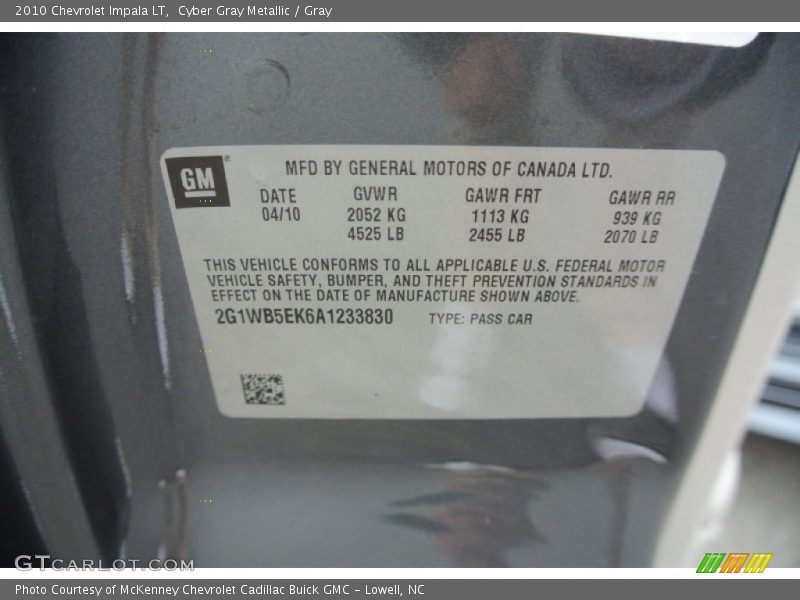 2010 Chevrolet Impala LT, Cyber Gray Metallic / Gray
GM
MFD BY GENERAL MOTORS OF CANADA LTD.
DATE GVWR GAWR FRT GAWR RR
04/10 2052 KG 1113 KG 939 KG
4525 LB 2455 LB 2070 LB
THIS VEHICLE CONFORMS TO ALL APPLICABLE U.S. FEDERAL MOTOR
VEHICLE SAFETY, BUMPER, AND THEFT PREVENTION STANDARDS IN
EFFECT ON THE DATE OF MANUFACTURE SHOWN ABOVE.
2G1WB5EK6A1233830 TYPE: PASS CAR
GTCARLOT.COM
Photo Courtesy of McKenney Chevrolet Cadillac Buick GMC - Lowell, NC